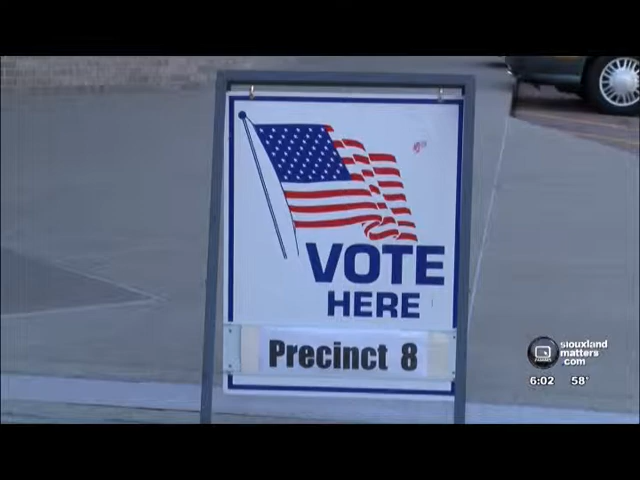 VOTE
HERE
Precinct 8
siouxland
matters
.com
6:02 58'